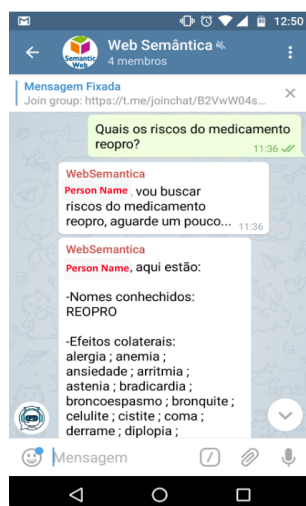 12:50
Web Semântica
4 membros
Semantic
Web
Mensagem Fixada
Join group: https://t.me/joinchat/B2VwW04s...
Quais os riscos do medicamento
reopro?
11:36
WebSemantica
Person Name, vou buscar
riscos do medicamento
reopro, aguarde um pouco... 11:36
WebSemantica
Person Name, aqui estão:
-Nomes conhechidos:
REOPRO
-Efeitos colaterais:
alergia ; anemia ;
ansiedade ; arritmia ;
astenia ; bradicardia ;
broncoespasmo ; bronquite ;
celulite ; cistite ; coma ;
derrame ; diplopia ;
Mensagem